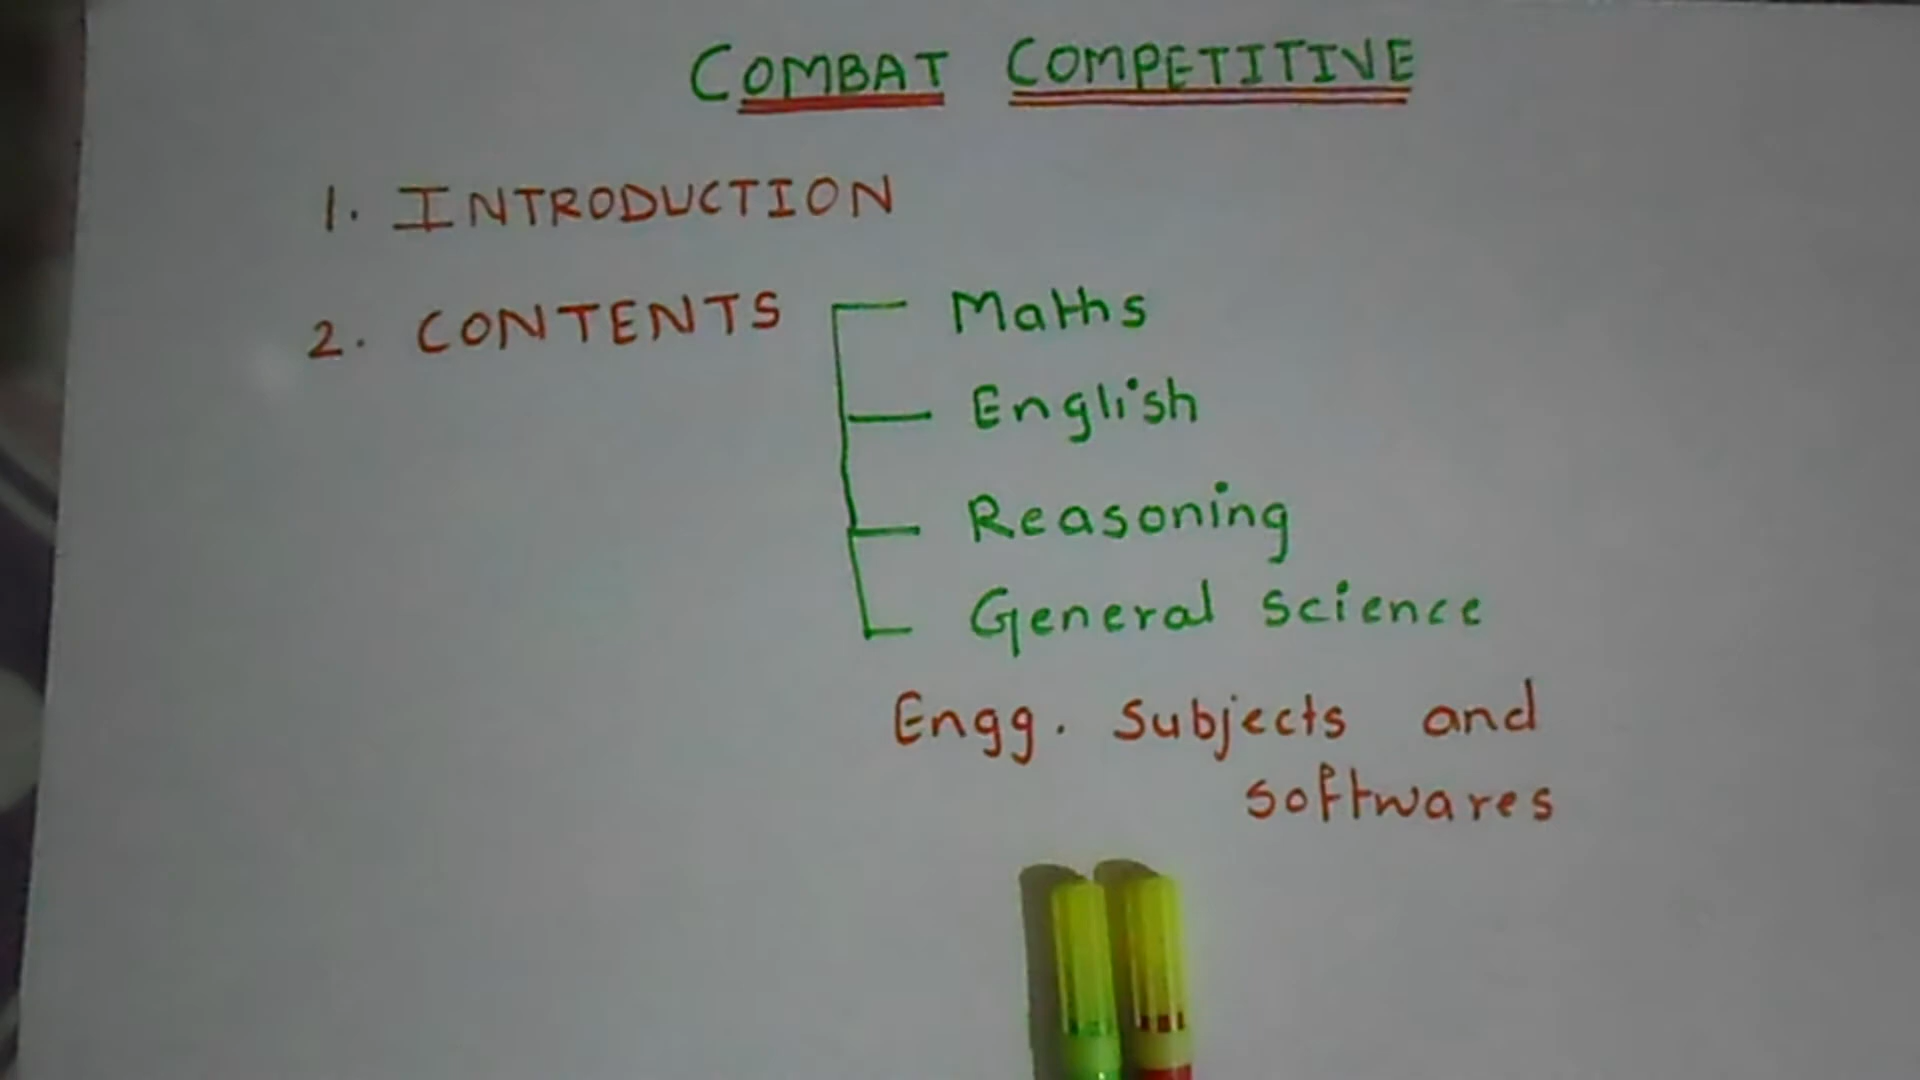 COMBAT COMPETITIVE
1. INTRODUCTION
2. CONTENTS Maths
English
Reasoning
General science
Engg. Subjects and
softwares